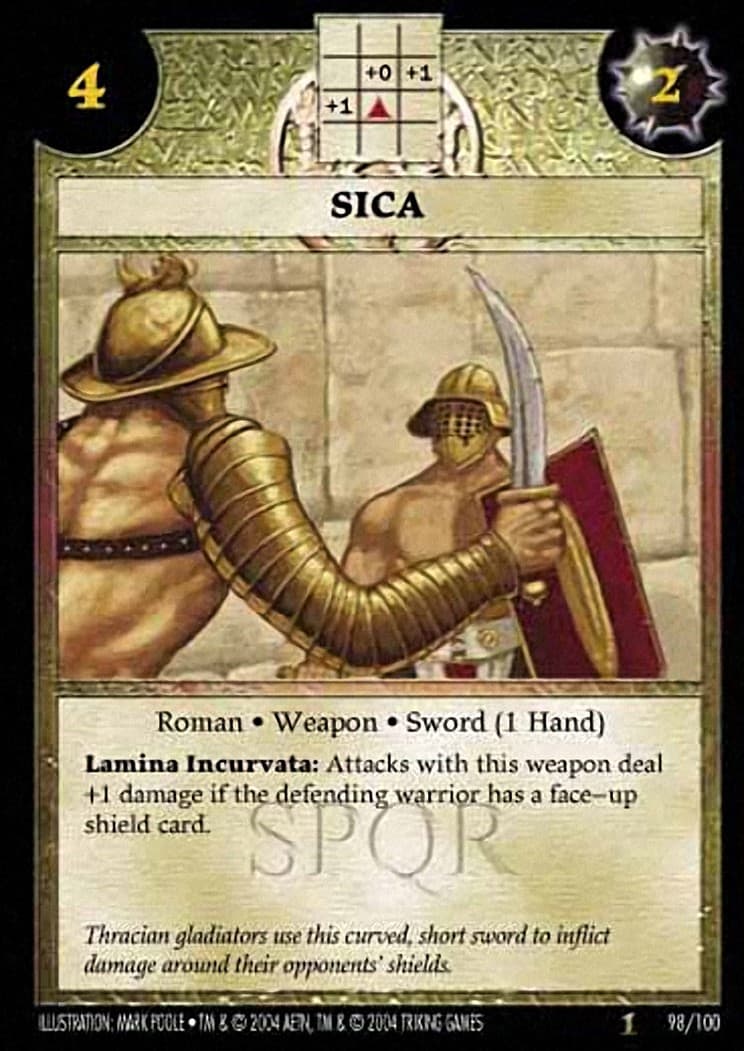 4
+0 +1
2
+1
SICA
Roman • Weapon • Sword (1 Hand)
Lamina Incurvata: Attacks with this weapon deal
+1 damage if the defending warrior has a face-up
shield card.
SPQR
Thracian gladiators use this curved, short sword to inflict
damage around their opponents' shields.
ILLUSTRATION: MARK POOLE • TM & © 2004 AETN, TM & © 2004 TRIKING GAMES 1 98/100